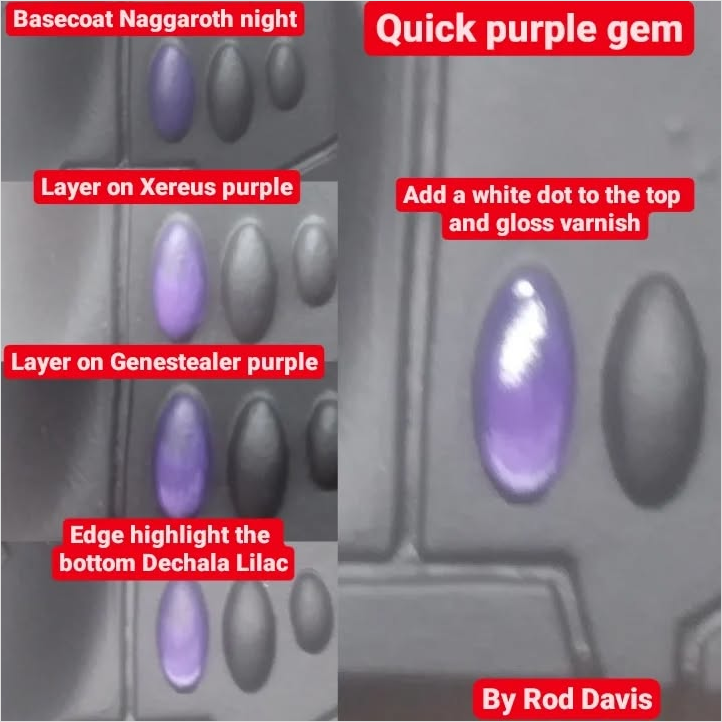 Basecoat Naggaroth night
Layer on Xereus purple
Layer on Genestealer purple
Edge highlight the
bottom Dechala Lilac
Quick purple gem
Add a white dot to the top
and gloss varnish
By Rod Davis